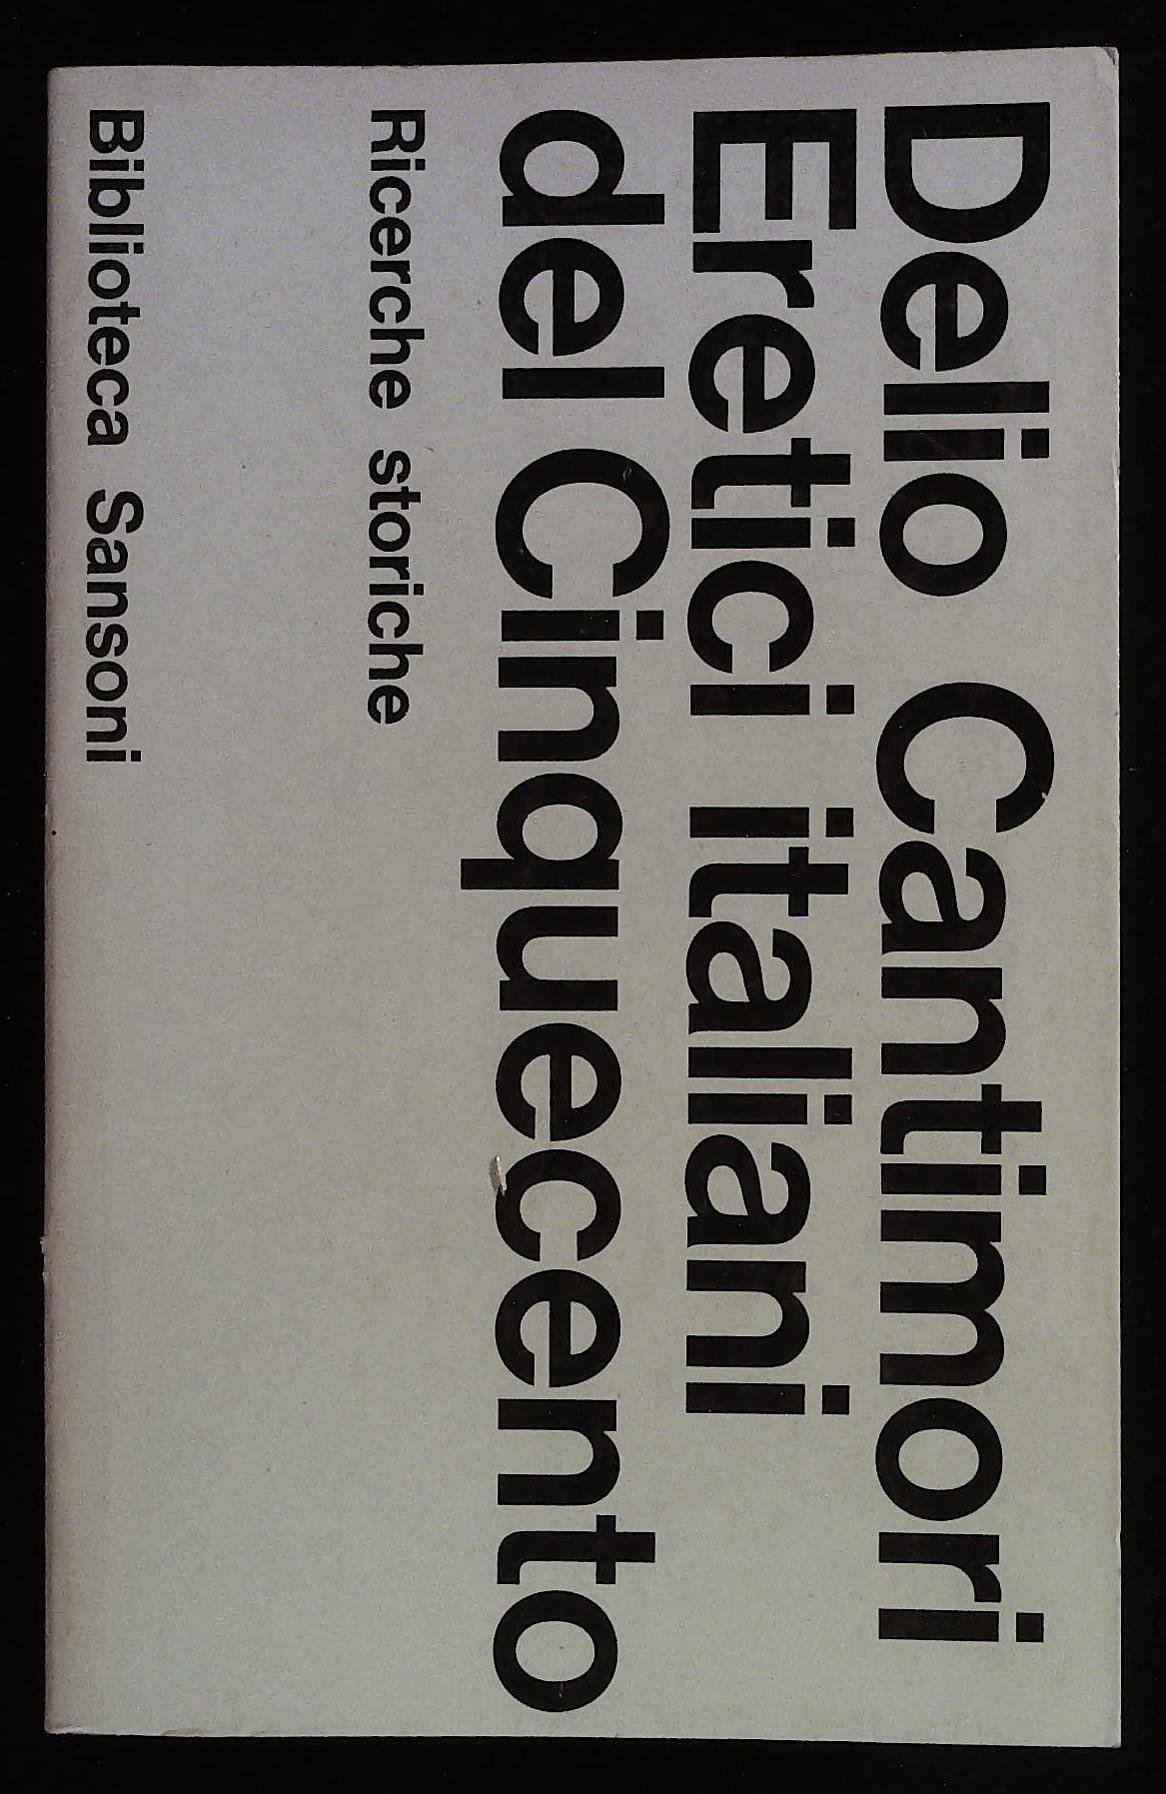 Delio Cantimori
Eretici italiani
del Cinquecento
Ricerche storiche
Biblioteca Sansoni